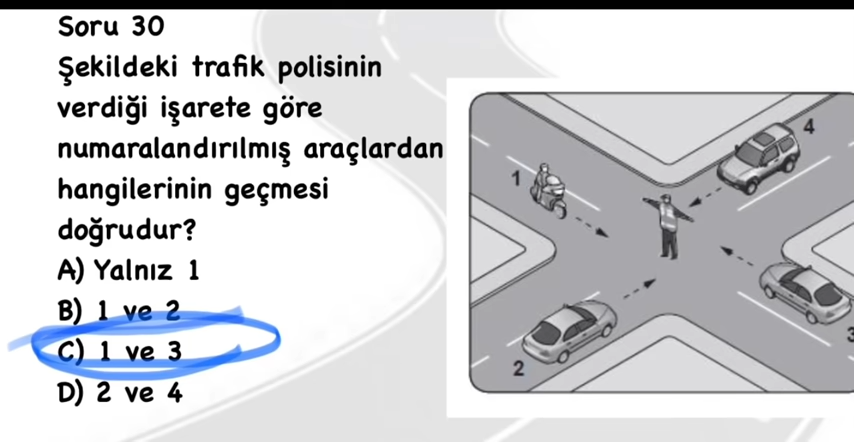 Soru 30
Şekildeki trafik polisinin
verdiği işarete göre
numaralandırılmış araçlardan
hangilerinin geçmesi
doğrudur?
A) Yalnız 1
B) 1 ve 2
C) 1 ve 3
D) 2 ve 4
1
4
2
3